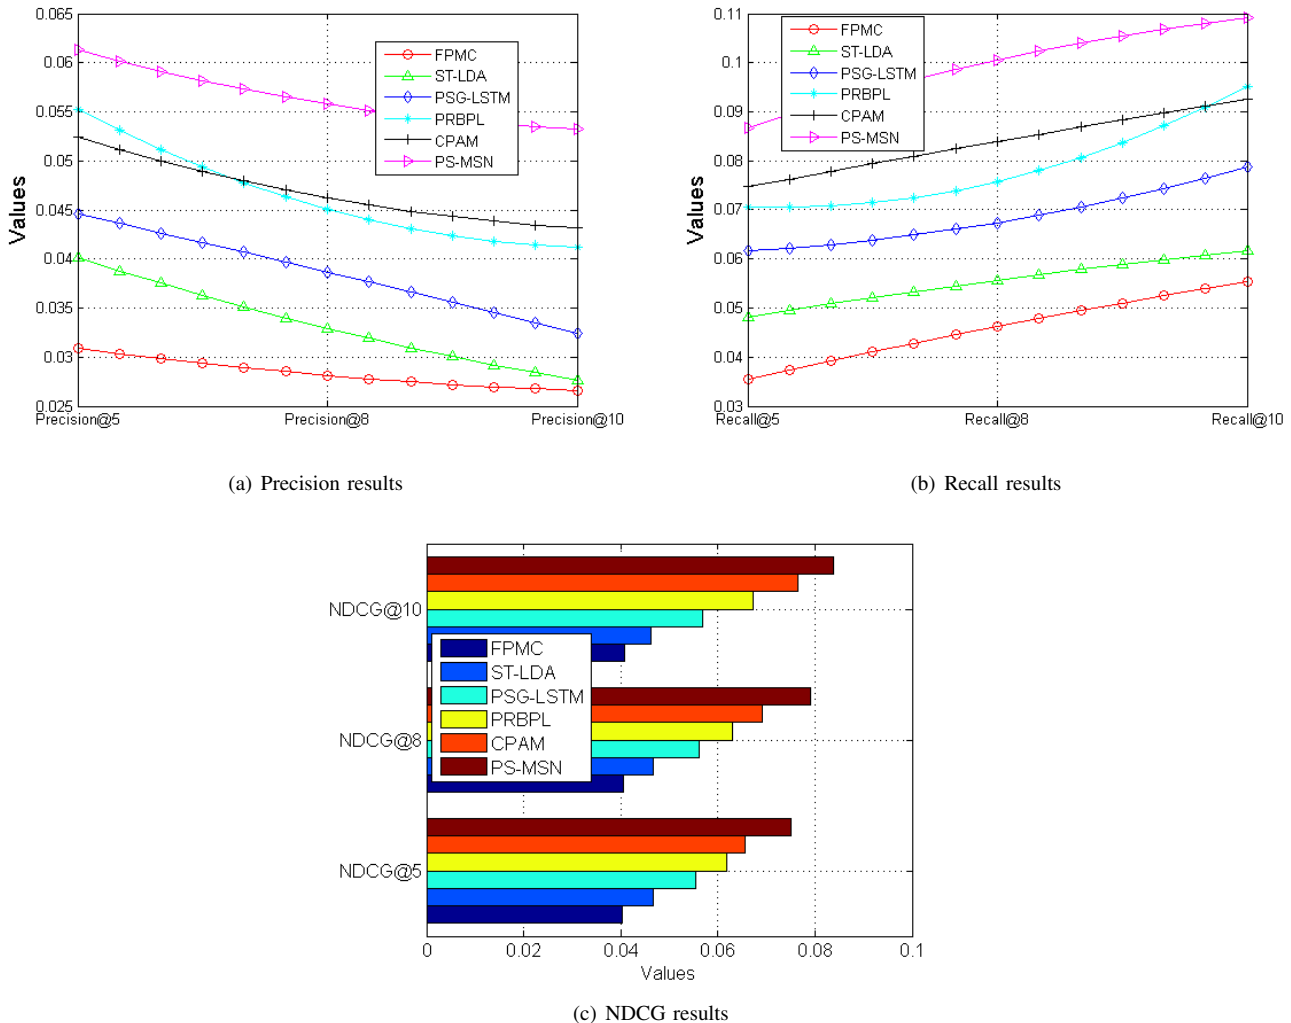 0.065
0.06
0.055
0.05
0.045
0.04
0.035
0.03
0.025
Values
Precision@5
Precision@8
Precision@10
FPMC
ST-LDA
PSG-LSTM
PRBPL
CPAM
PS-MSN
(a) Precision results
0.11
0.1
0.09
0.08
0.07
0.06
0.05
0.04
0.03
Values
Recall@5
Recall@8
Recall@10
FPMC
ST-LDA
PSG-LSTM
PRBPL
CPAM
PS-MSN
(b) Recall results
NDCG@10
NDCG@8
NDCG@5
FPMC
ST-LDA
PSG-LSTM
PRBPL
CPAM
PS-MSN
0
0.02
0.04
0.06
0.08
0.1
Values
(c) NDCG results